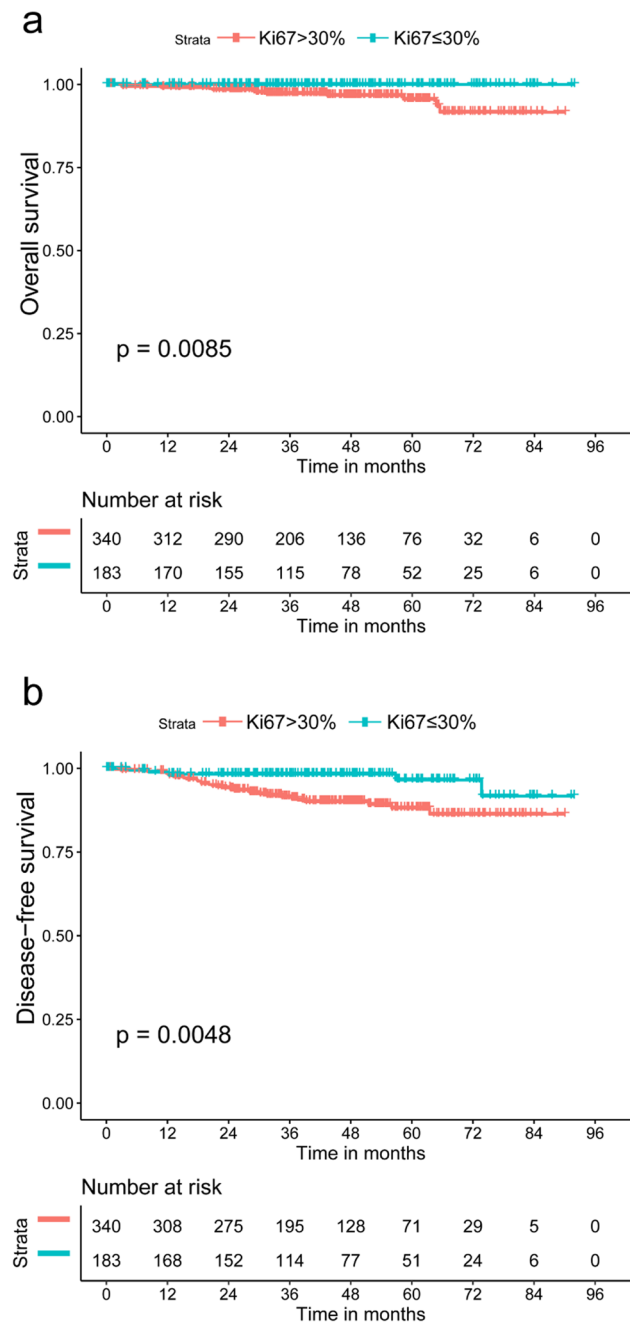 a
Strata Ki67>30% Ki67≤30%
Overall survival
1.00
0.75
0.50
0.25
0.00
p = 0.0085
0 12 24 36 48 60 72 84 96
Time in months
Number at risk
Strata
340 312 290 206 136 76 32 6 0
183 170 155 115 78 52 25 6 0
0 12 24 36 48 60 72 84 96
Time in months
b
Strata Ki67>30% Ki67≤30%
Disease−free survival
1.00
0.75
0.50
0.25
0.00
p = 0.0048
0 12 24 36 48 60 72 84 96
Time in months
Number at risk
Strata
340 308 275 195 128 71 29 5 0
183 168 152 114 77 51 24 6 0
0 12 24 36 48 60 72 84 96
Time in months